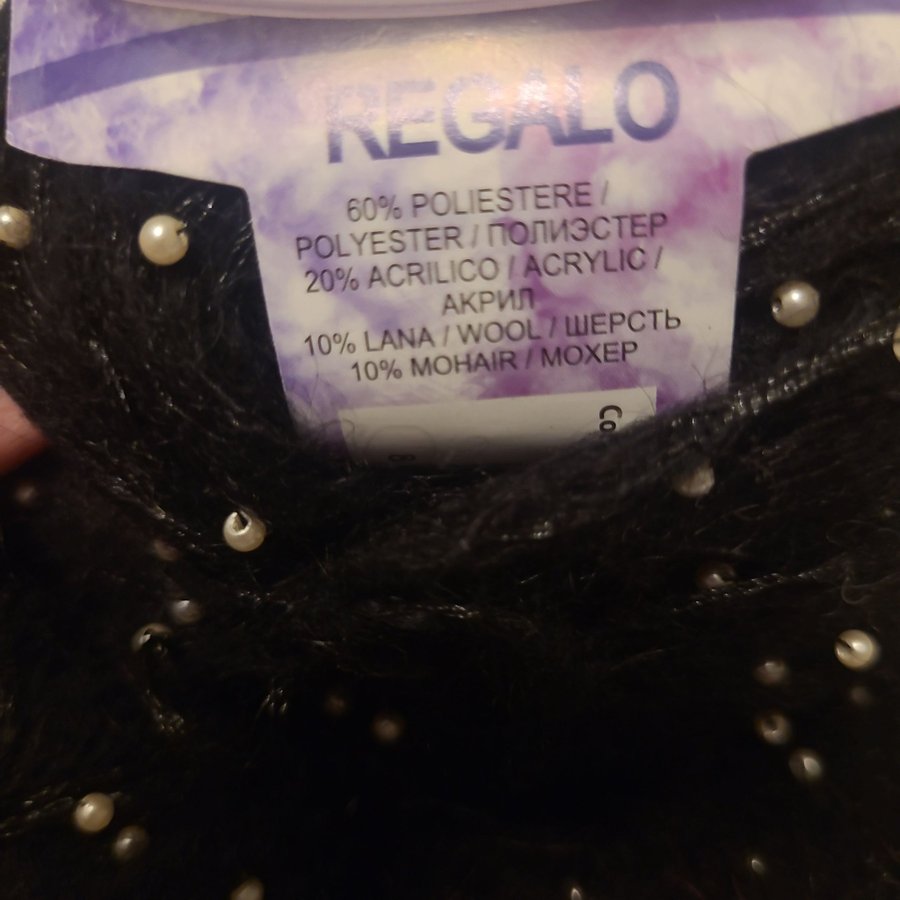 REGALO
60% POLIESTERE /
POLYESTER / ПОЛИЭСТЕР
20% ACRILICO / ACRYLIC /
АКРИЛ
10% LANA / WOOL / ШЕРСТЬ
10% MOHAIR / МОХЕР